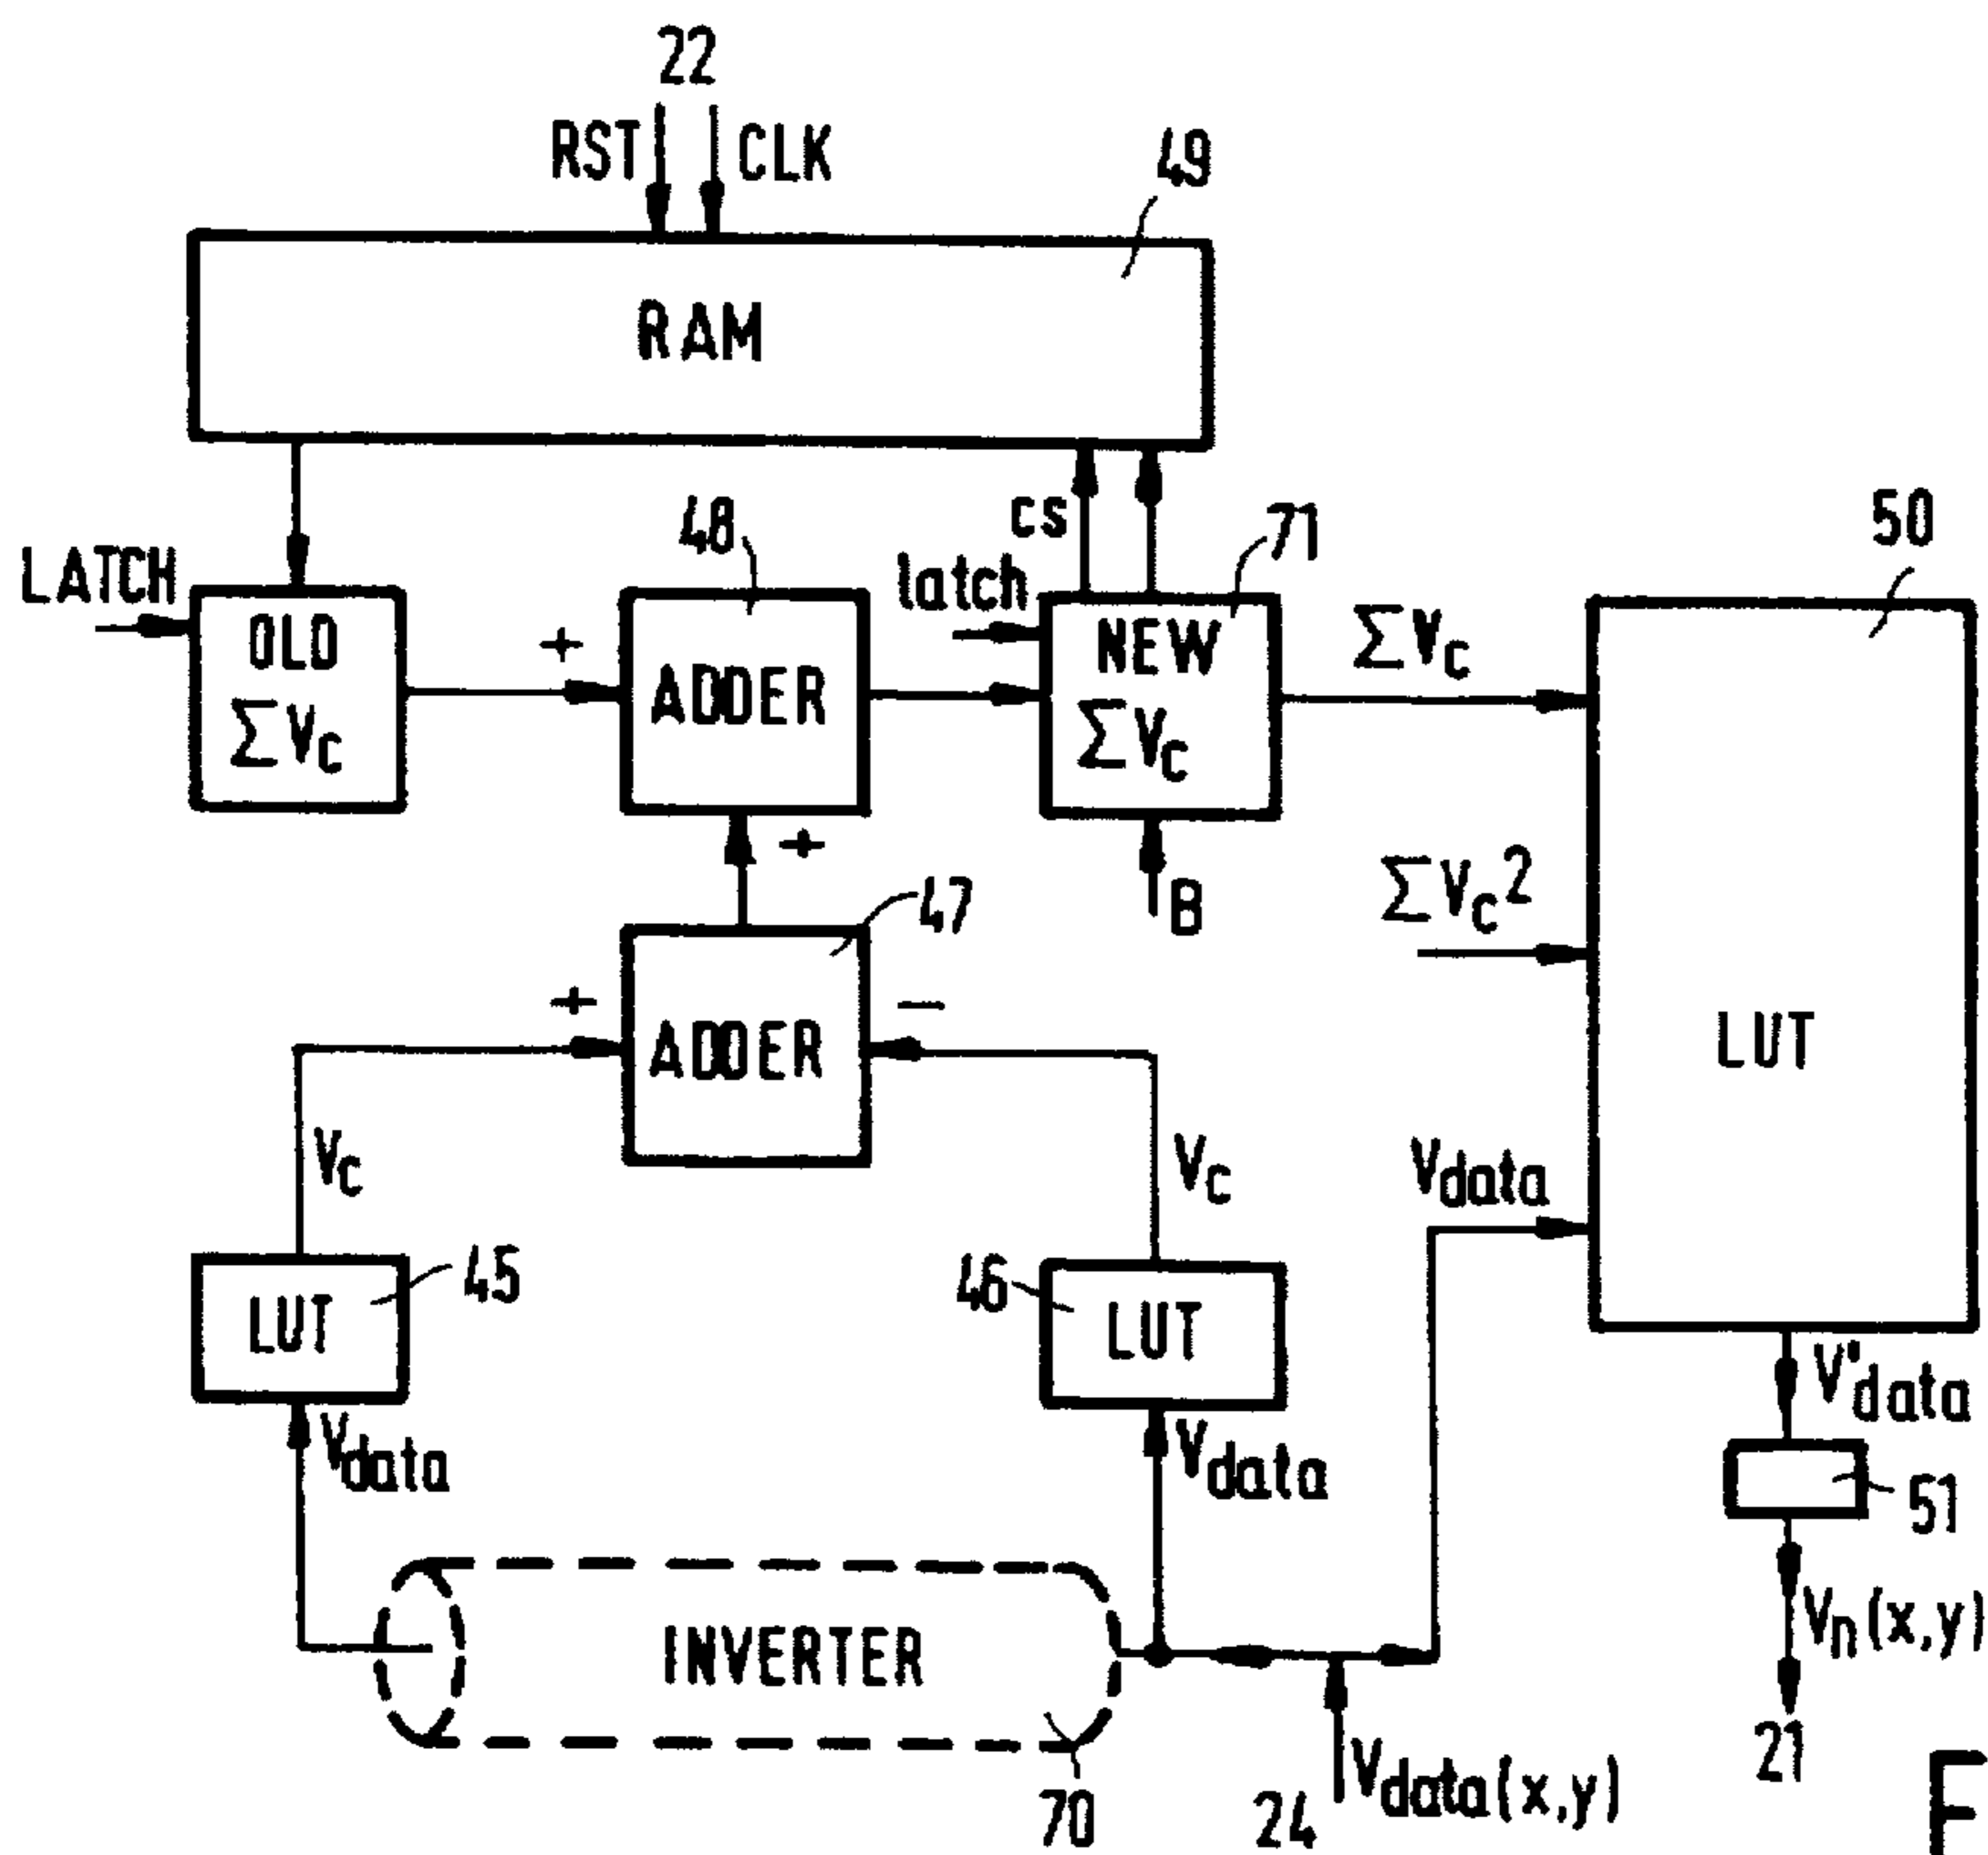 22
RST CLK
49
RAM
LATCH
48
cs
latch
71
50
OLD
ΣVc
+
ADDER
NEW
ΣVc
ΣVc
+
B
ΣVc2
47
+
ADDER
−
LUT
Vc
Vc
Vdata
45
LUT
46
LUT
V'data
Vdata
Vdata
51
INVERTER
Vn(x,y)
70
24
Vdata(x,y)
21
F